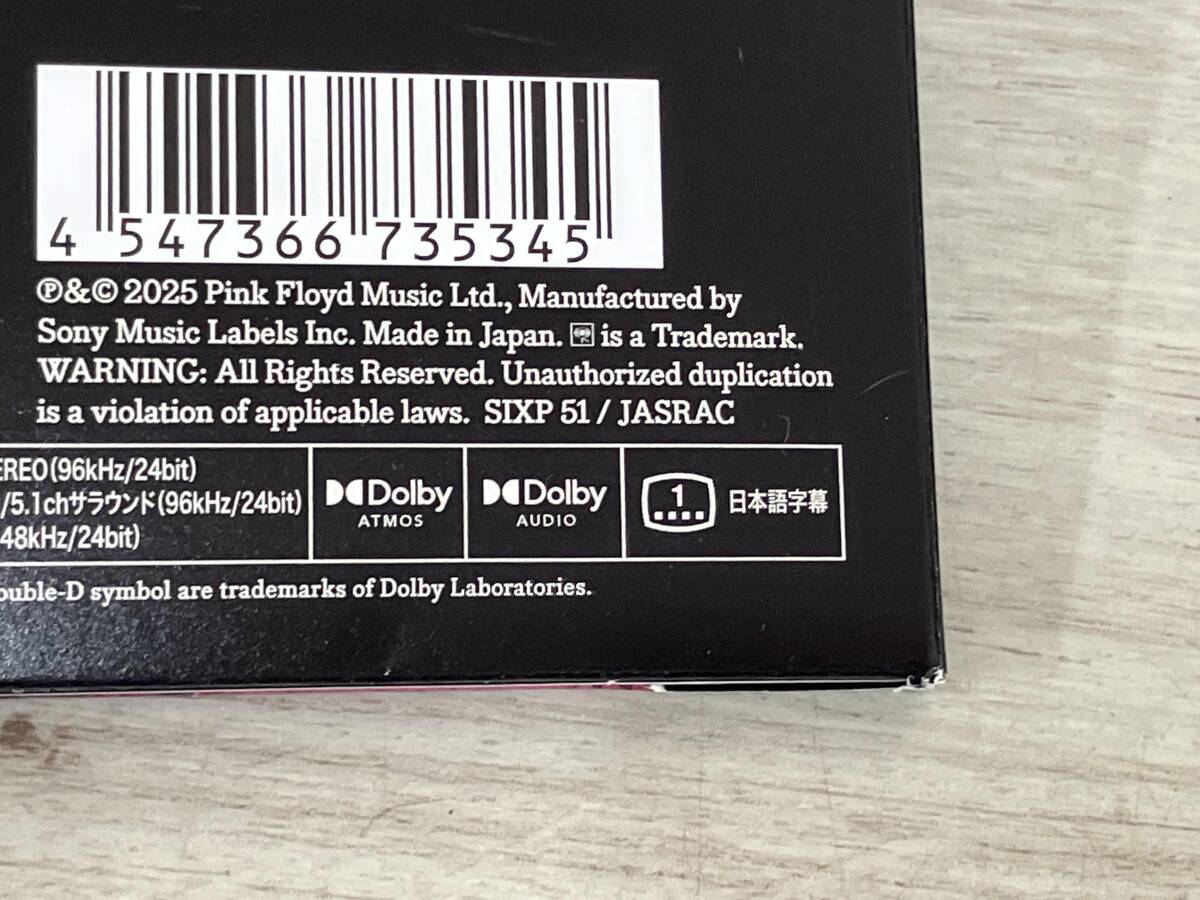 4 547366 735345
℗&© 2025 Pink Floyd Music Ltd., Manufactured by
Sony Music Labels Inc. Made in Japan. is a Trademark.
WARNING: All Rights Reserved. Unauthorized duplication
is a violation of applicable laws. SIXP 51 / JASRAC
EREO(96kHz/24bit)
/5.1chサラウンド(96kHz/24bit)
48kHz/24bit)
Dolby
ATMOS
Dolby
AUDIO
1
日本語字幕
ouble-D symbol are trademarks of Dolby Laboratories.